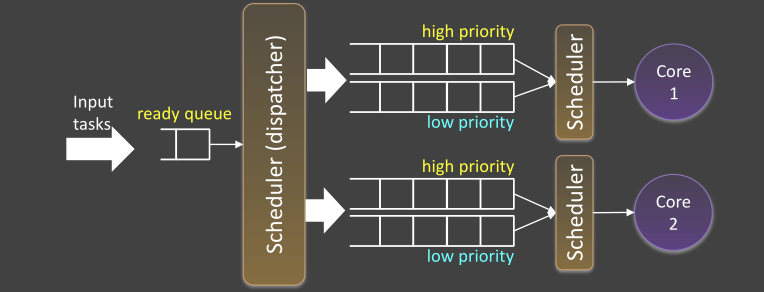 Input
tasks
ready queue
Scheduler (dispatcher)
high priority
low priority
Scheduler
Core
1
high priority
low priority
Scheduler
Core
2